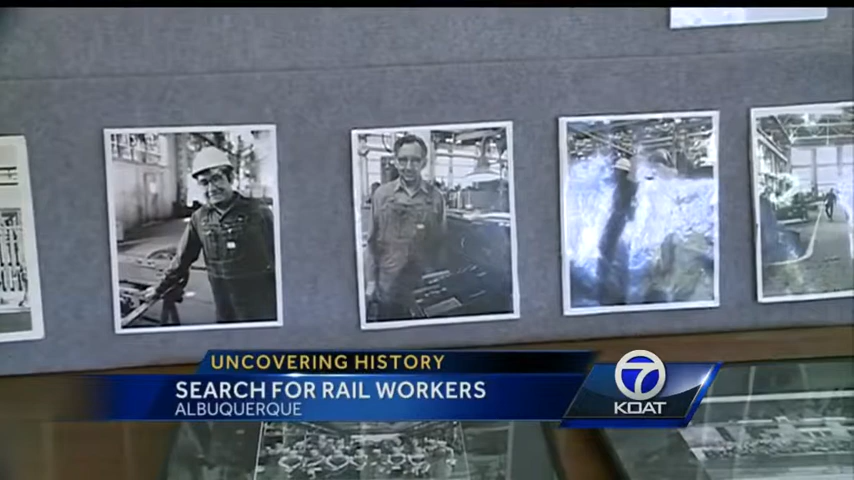 UNCOVERING HISTORY
SEARCH FOR RAIL WORKERS
ALBUQUERQUE
7
KOAT